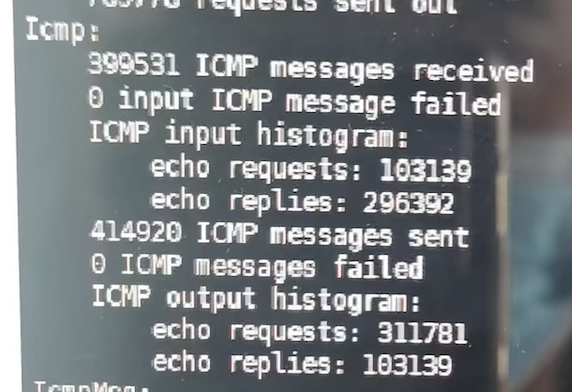 requests sent out
Icmp:
399531 ICMP messages received
0 input ICMP message failed
ICMP input histogram:
echo requests: 103139
echo replies: 296392
414920 ICMP messages sent
0 ICMP messages failed
ICMP output histogram:
echo requests: 311781
echo replies: 103139
IcmpMsg: